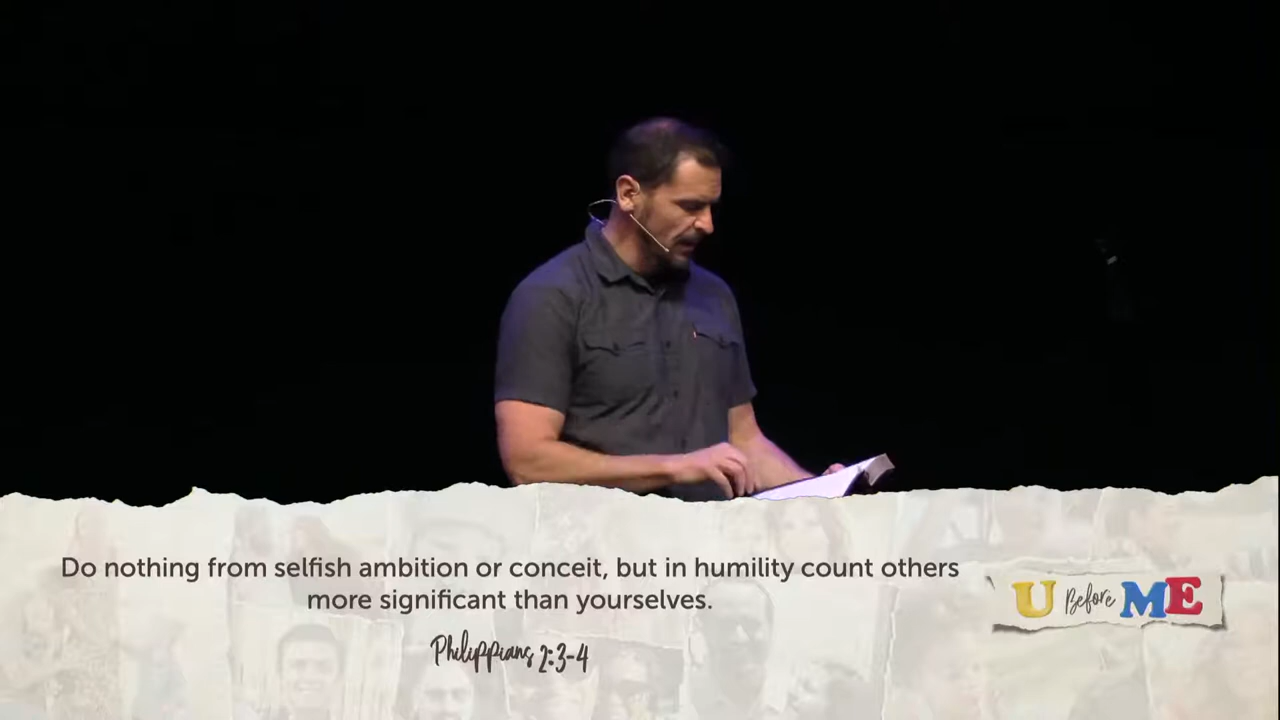 Do nothing from selfish ambition or conceit, but in humility count others
more significant than yourselves.
Philippians 2:3-4
U Before ME